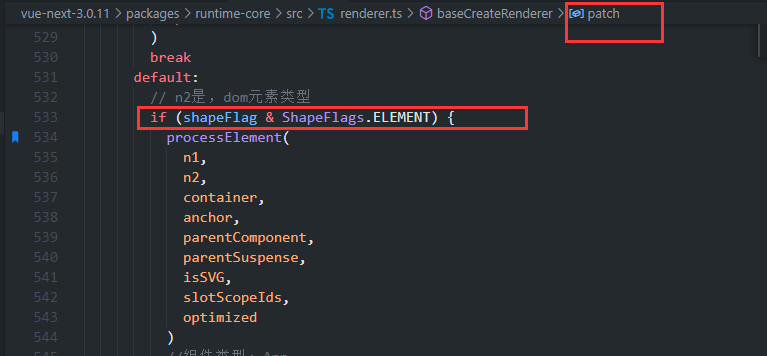 vue-next-3.0.11 > packages > runtime-core > src > TS renderer.ts > baseCreateRenderer > patch
529 )
530 break
531 default:
532 // n2是，dom元素类型
533 if (shapeFlag & ShapeFlags.ELEMENT) {
534 processElement(
535 n1,
536 n2,
537 container,
538 anchor,
539 parentComponent,
540 parentSuspense,
541 isSVG,
542 slotScopeIds,
543 optimized
544 )